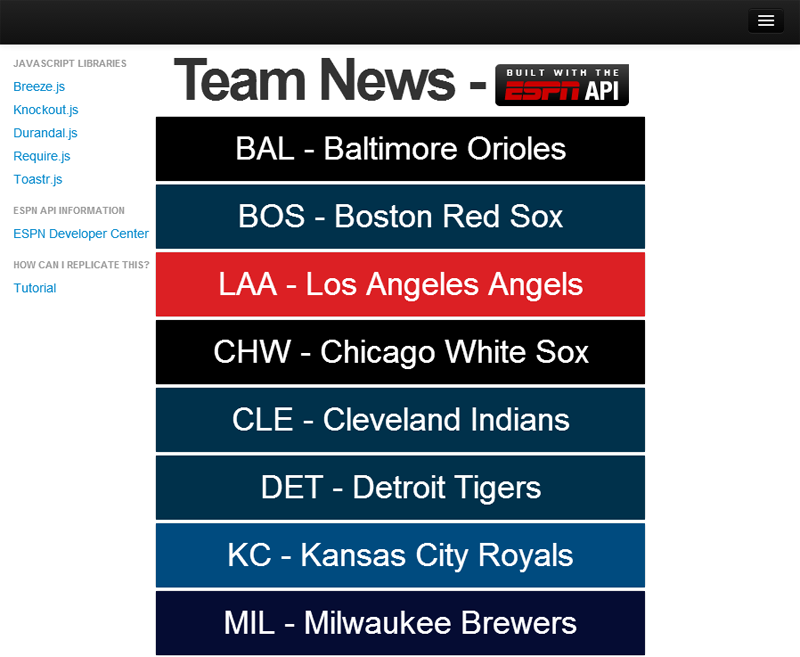 JAVASCRIPT LIBRARIES
Breeze.js
Knockout.js
Durandal.js
Require.js
Toastr.js
ESPN API INFORMATION
ESPN Developer Center
HOW CAN I REPLICATE THIS?
Tutorial
Team News -
BUILT WITH THE
ESPN API
BAL - Baltimore Orioles
BOS - Boston Red Sox
LAA - Los Angeles Angels
CHW - Chicago White Sox
CLE - Cleveland Indians
DET - Detroit Tigers
KC - Kansas City Royals
MIL - Milwaukee Brewers